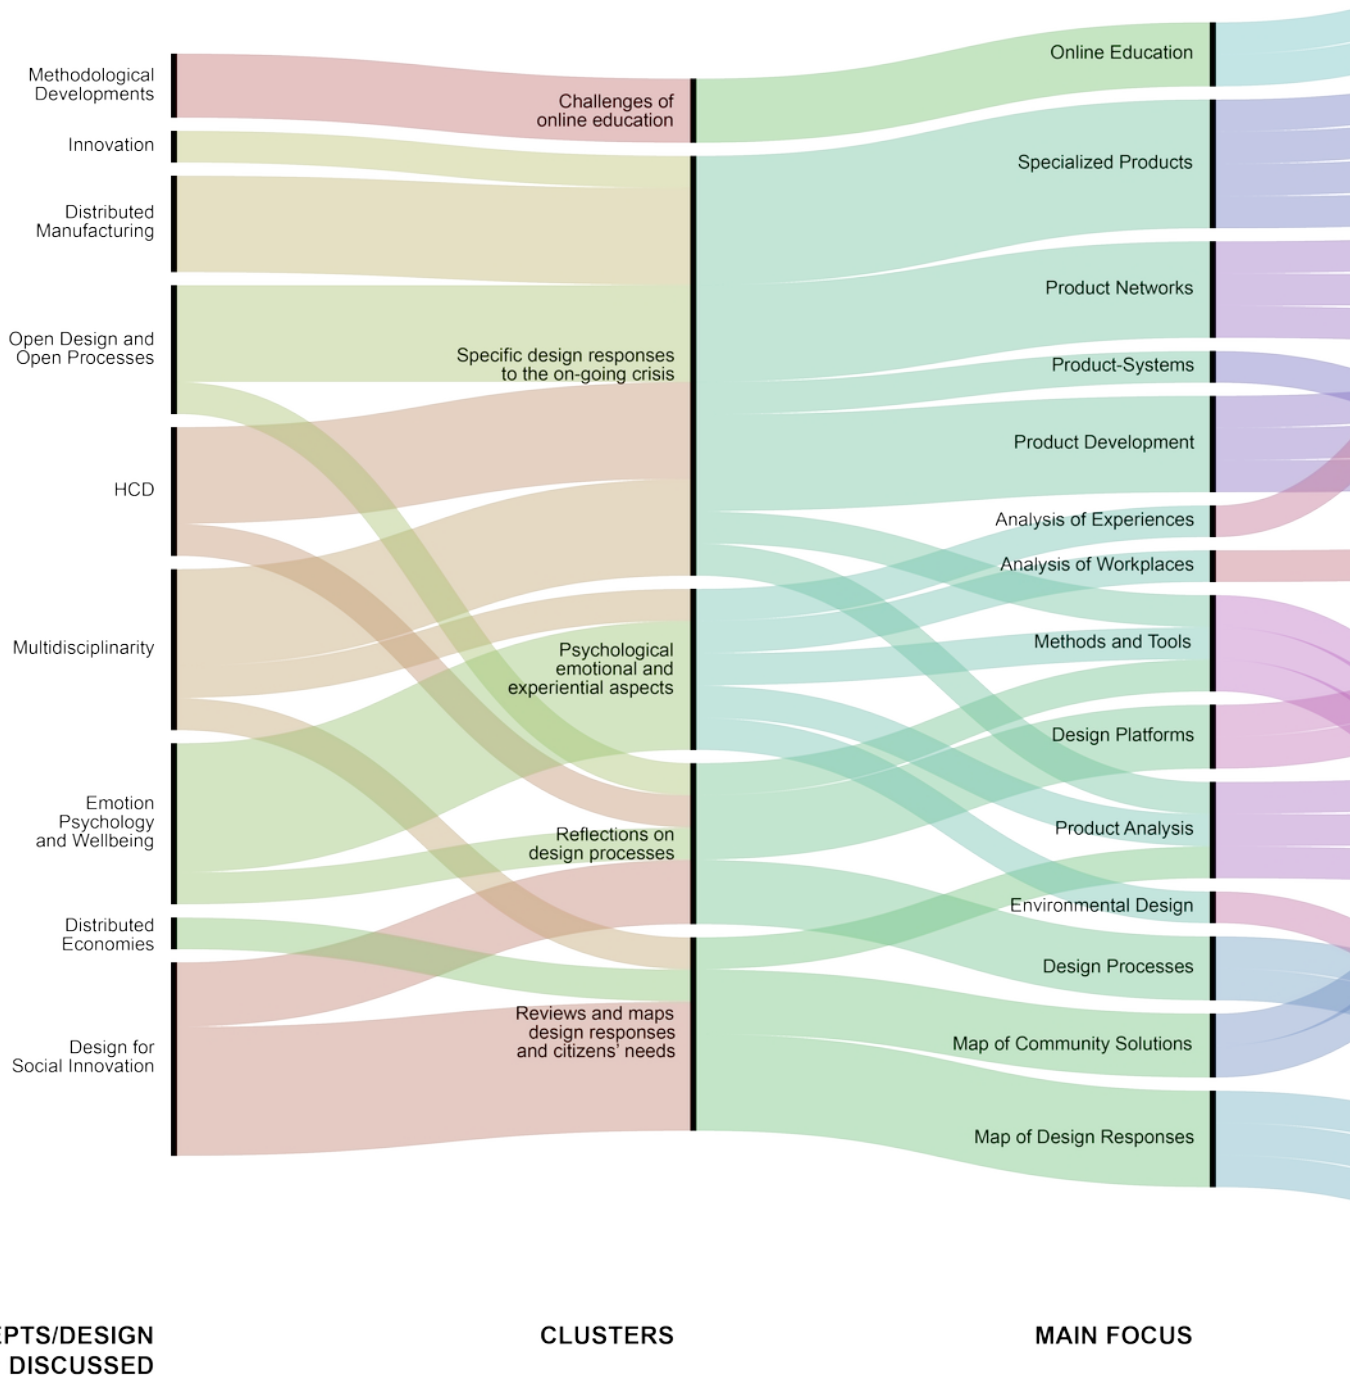 Methodological
Developments
Innovation
Distributed
Manufacturing
Open Design and
Open Processes
HCD
Multidisciplinarity
Emotion
Psychology
and Wellbeing
Distributed
Economies
Design for
Social Innovation
Challenges of
online education
Specific design responses
to the on-going crisis
Psychological
emotional and
experiential aspects
Reflections on
design processes
Reviews and maps
design responses
and citizens’ needs
Online Education
Specialized Products
Product Networks
Product-Systems
Product Development
Analysis of Experiences
Analysis of Workplaces
Methods and Tools
Design Platforms
Product Analysis
Environmental Design
Design Processes
Map of Community Solutions
Map of Design Responses
EPTS/DESIGN
DISCUSSED
CLUSTERS
MAIN FOCUS